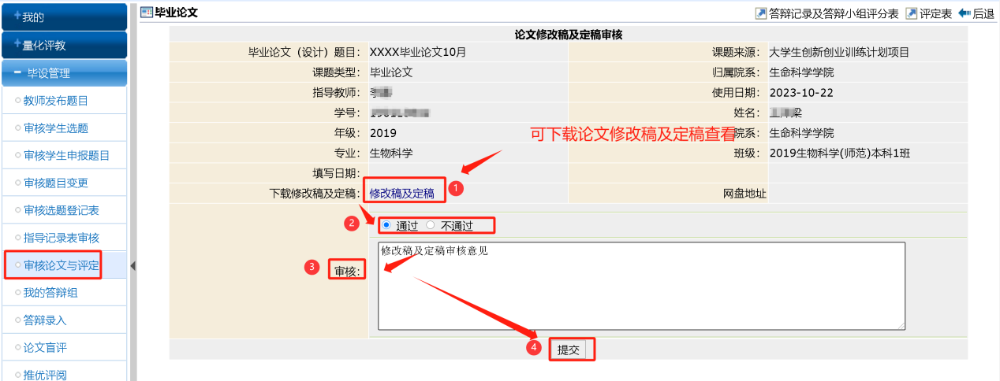 我的
量化评教
毕设管理
教师发布题目
审核学生选题
审核学生申报题目
审核题目变更
审核选题登记表
指导记录表审核
审核论文与评定
我的答辩组
答辩录入
论文盲评
推优评阅
毕业论文
答辩记录及答辩小组评分表 评定表 后退
论文修改稿及定稿审核
毕业论文（设计）题目: XXXX毕业论文10月 课题来源: 大学生创新创业训练计划项目
课题类型: 毕业论文 归属院系: 生命科学学院
指导教师: 使用日期: 2023-10-22
学号: 姓名: 梁
可下载论文修改稿及定稿查看
年级: 2019 院系: 生命科学学院
专业: 生物科学 班级: 2019生物科学(师范)本科1班
填写日期:
下载修改稿及定稿: 修改稿及定稿 1 网盘地址
2 通过 不通过
修改稿及定稿审核意见
3 审核:
4 提交